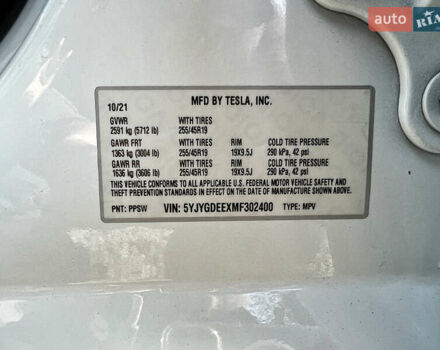 auto RIA
MFD BY TESLA, INC.
10/21
GVWR WITH TIRES
2591 kg (5712 lb) 255/45R19
GAWR FRT WITH TIRES RIM COLD TIRE PRESSURE
1363 kg (3004 lb) 255/45R19 19X9.5J 290 kPa, 42 psi
GAWR RR WITH TIRES RIM COLD TIRE PRESSURE
1636 kg (3606 lb) 255/45R19 19X9.5J 290 kPa, 42 psi
THIS VEHICLE CONFORMS TO ALL APPLICABLE U.S. FEDERAL MOTOR VEHICLE SAFETY AND
THEFT PREVENTION STANDARDS IN EFFECT ON THE DATE OF MANUFACTURE SHOWN ABOVE.
PNT: PPSW VIN: 5YJYGDEEXMF302400 TYPE: MPV